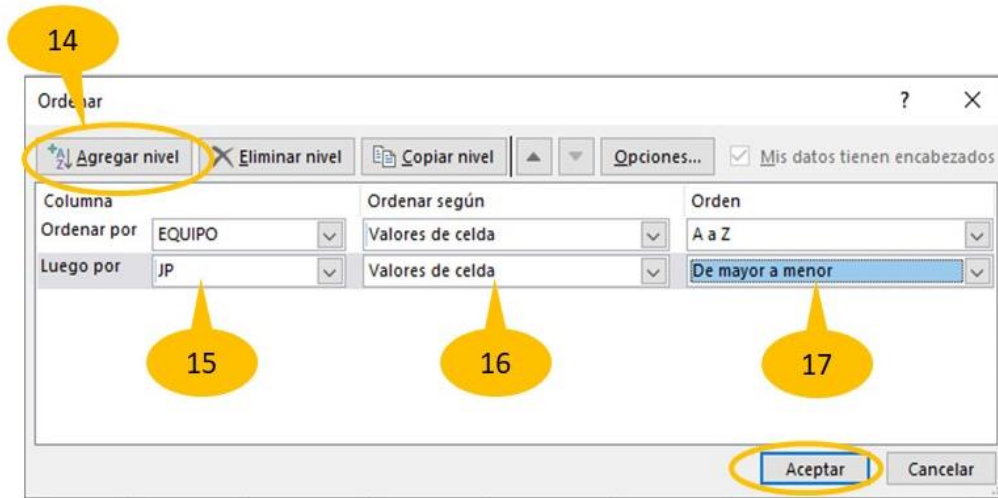 14
Ordenar ? X
Agregar nivel Eliminar nivel Copiar nivel Opciones... Mis datos tienen encabezados
Columna Ordenar según Orden
Ordenar por EQUIPO Valores de celda A a Z
Luego por JP Valores de celda De mayor a menor
15 16 17
Aceptar Cancelar